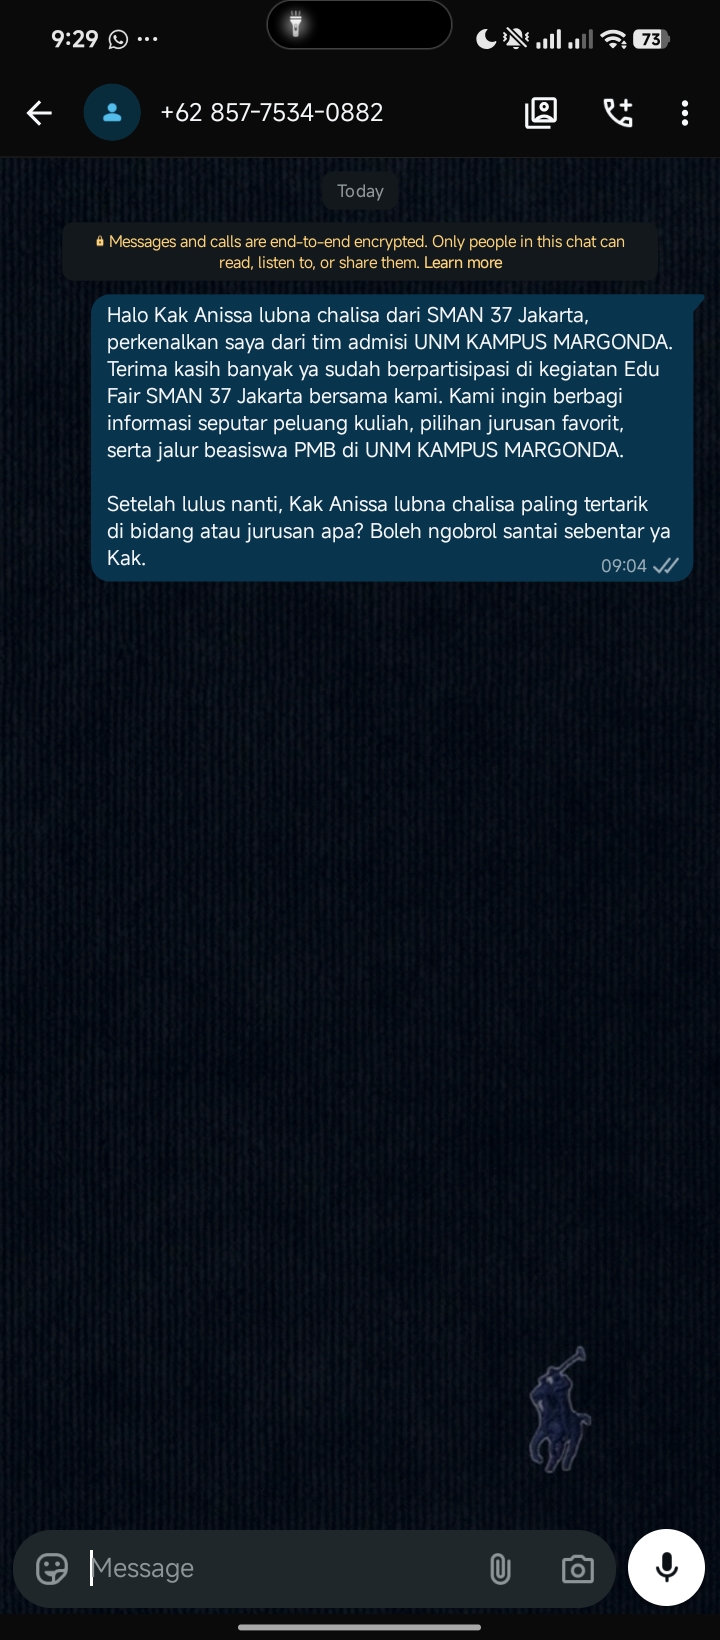 9:29
73
+62 857-7534-0882
Today
Messages and calls are end-to-end encrypted. Only people in this chat can
read, listen to, or share them. Learn more
Halo Kak Anissa lubna chalisa dari SMAN 37 Jakarta,
perkenalkan saya dari tim admisi UNM KAMPUS MARGONDA.
Terima kasih banyak ya sudah berpartisipasi di kegiatan Edu
Fair SMAN 37 Jakarta bersama kami. Kami ingin berbagi
informasi seputar peluang kuliah, pilihan jurusan favorit,
serta jalur beasiswa PMB di UNM KAMPUS MARGONDA.
Setelah lulus nanti, Kak Anissa lubna chalisa paling tertarik
di bidang atau jurusan apa? Boleh ngobrol santai sebentar ya
Kak.
09:04
Message